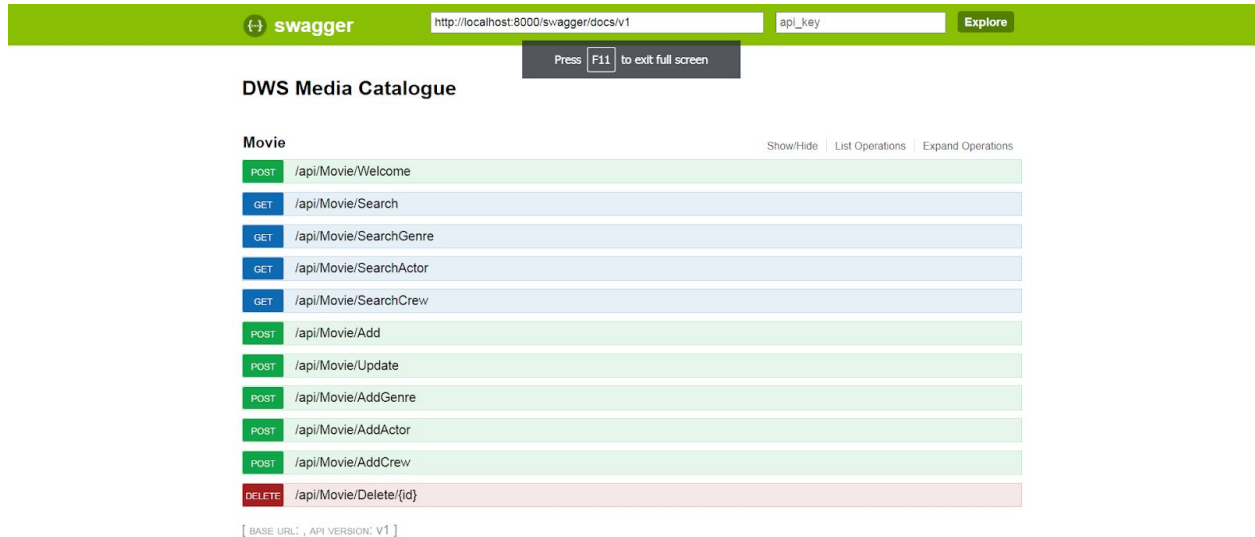 {···} swagger http://localhost:8000/swagger/docs/v1 api_key Explore
Press F11 to exit full screen
DWS Media Catalogue
Movie Show/Hide List Operations Expand Operations
POST /api/Movie/Welcome
GET /api/Movie/Search
GET /api/Movie/SearchGenre
GET /api/Movie/SearchActor
GET /api/Movie/SearchCrew
POST /api/Movie/Add
POST /api/Movie/Update
POST /api/Movie/AddGenre
POST /api/Movie/AddActor
POST /api/Movie/AddCrew
DELETE /api/Movie/Delete/{id}
[ BASE URL: , API VERSION: V1 ]